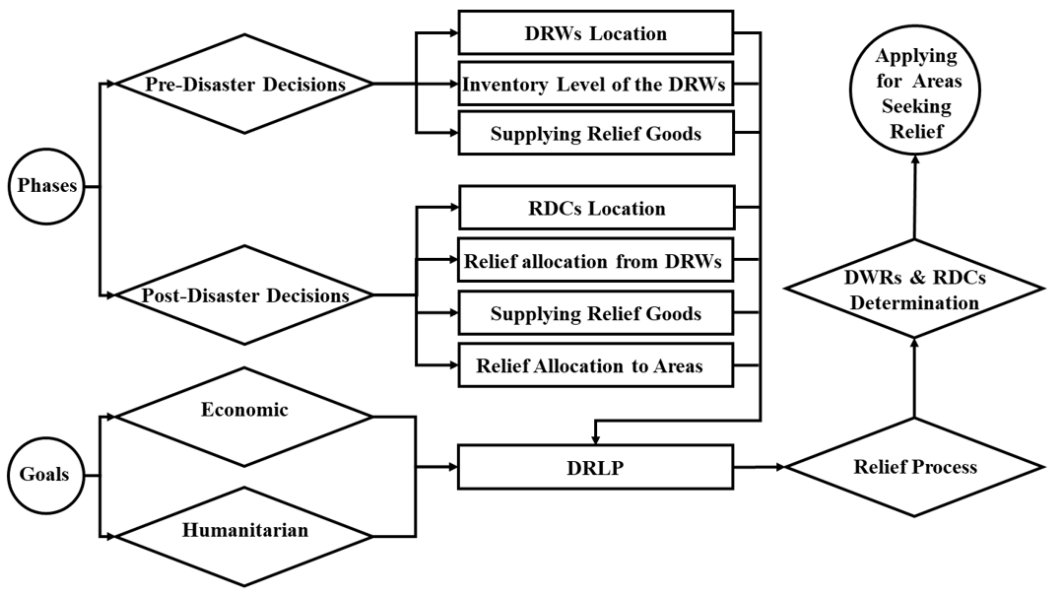 Phases
Pre-Disaster Decisions
DRWs Location
Inventory Level of the DRWs
Supplying Relief Goods
Post-Disaster Decisions
RDCs Location
Relief allocation from DRWs
Supplying Relief Goods
Relief Allocation to Areas
Goals
Economic
Humanitarian
DRLP
Relief Process
DWRs & RDCs
Determination
Applying
for Areas
Seeking
Relief